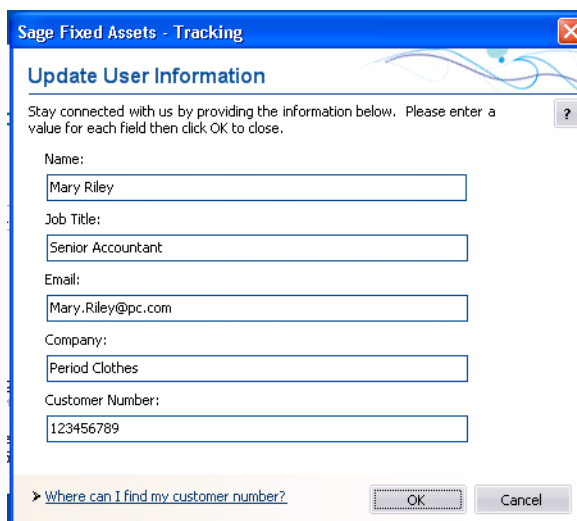 Sage Fixed Assets - Tracking
Update User Information
Stay connected with us by providing the information below. Please enter a
value for each field then click OK to close.
?
Name:
Mary Riley
Job Title:
Senior Accountant
Email:
Mary.Riley@pc.com
Company:
Period Clothes
Customer Number:
123456789
Where can I find my customer number?
OK
Cancel